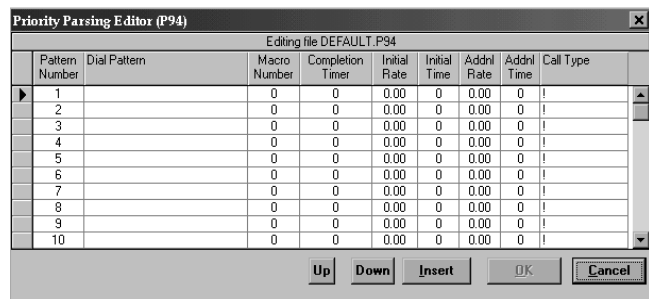 Priority Parsing Editor (P94)
Editing file DEFAULT.P94
Pattern Number Dial Pattern Macro Number Completion Timer Initial Rate Initial Time Addnl Rate Addnl Time Call Type
1 0 0 0.00 0 0.00 0 !
2 0 0 0.00 0 0.00 0 !
3 0 0 0.00 0 0.00 0 !
4 0 0 0.00 0 0.00 0 !
5 0 0 0.00 0 0.00 0 !
6 0 0 0.00 0 0.00 0 !
7 0 0 0.00 0 0.00 0 !
8 0 0 0.00 0 0.00 0 !
9 0 0 0.00 0 0.00 0 !
10 0 0 0.00 0 0.00 0 !
Up Down Insert OK Cancel